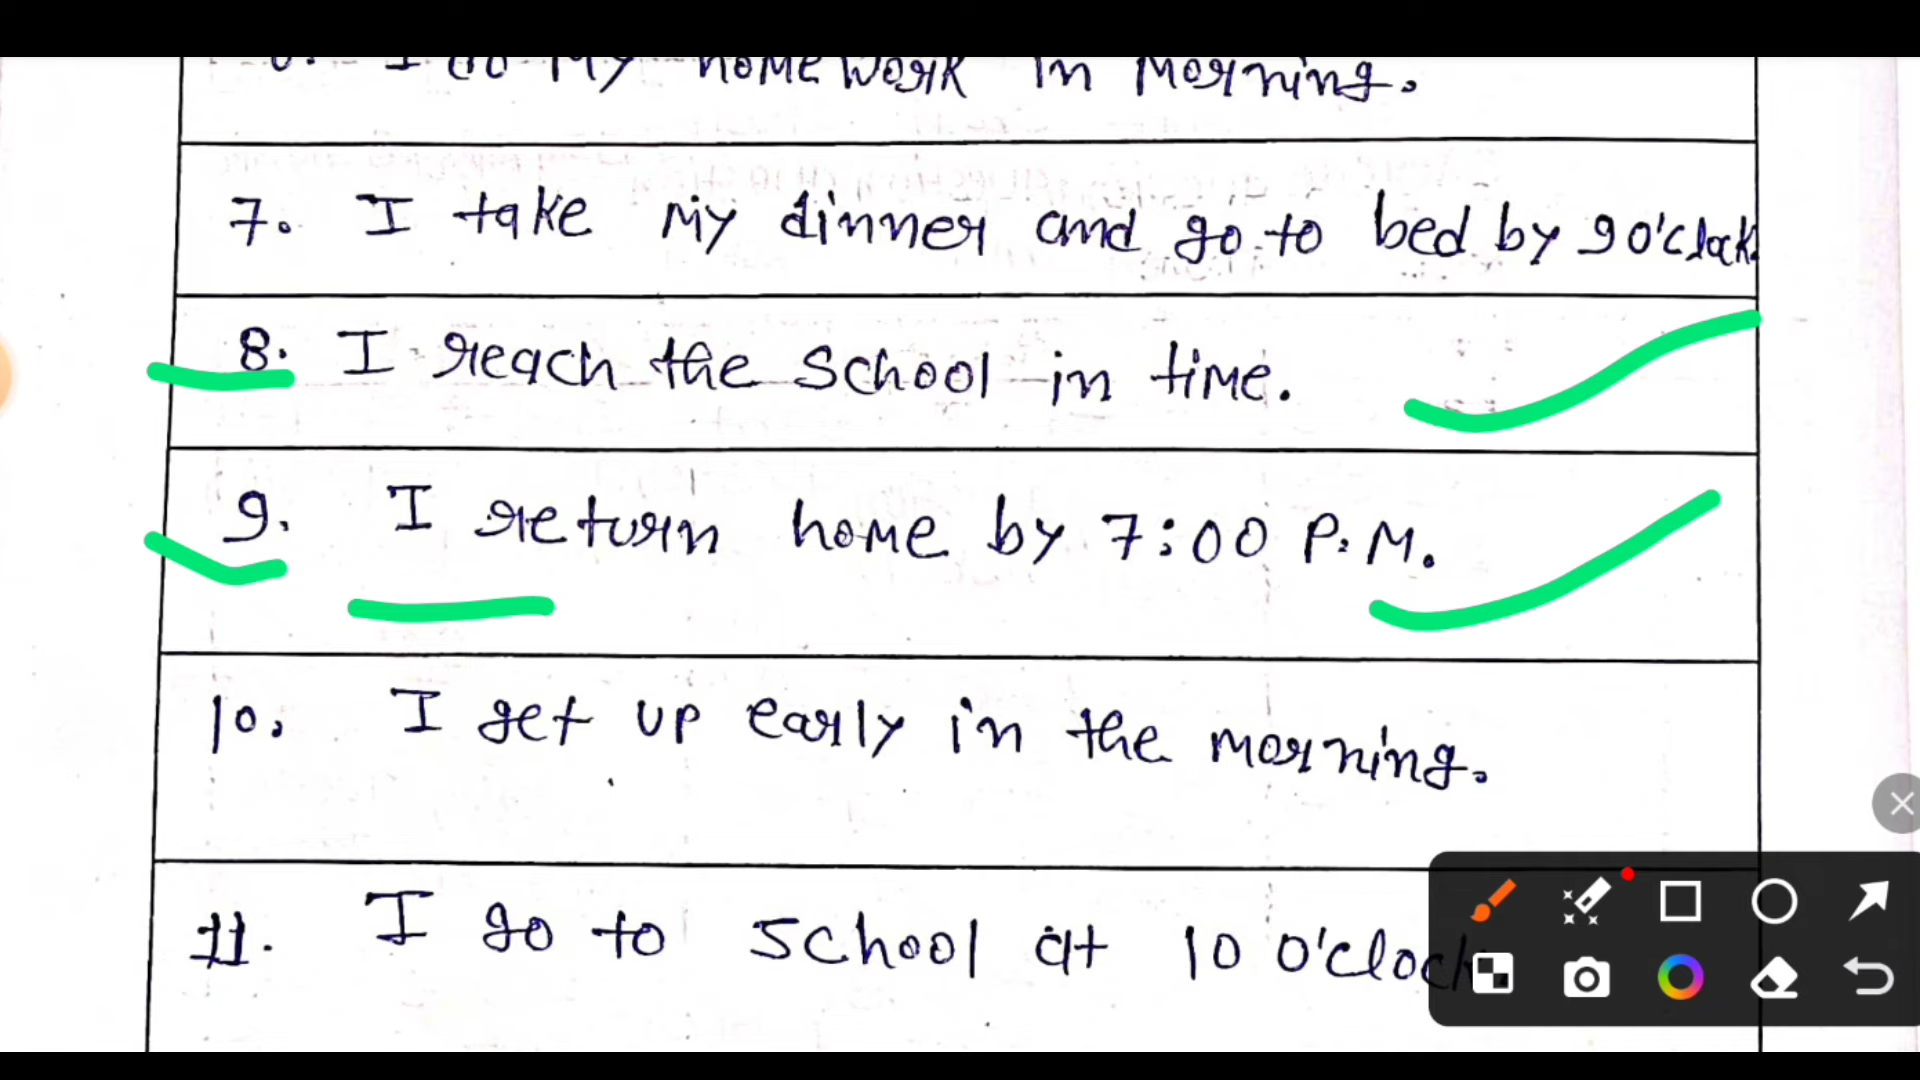 I do My homework in Morning.
7. I take My dinner and go to bed by 9 o'clock.
8. I reach the School in time.
9. I return home by 7:00 P.M.
10. I get up early in the morning.
11. I go to School at 10 o'clock